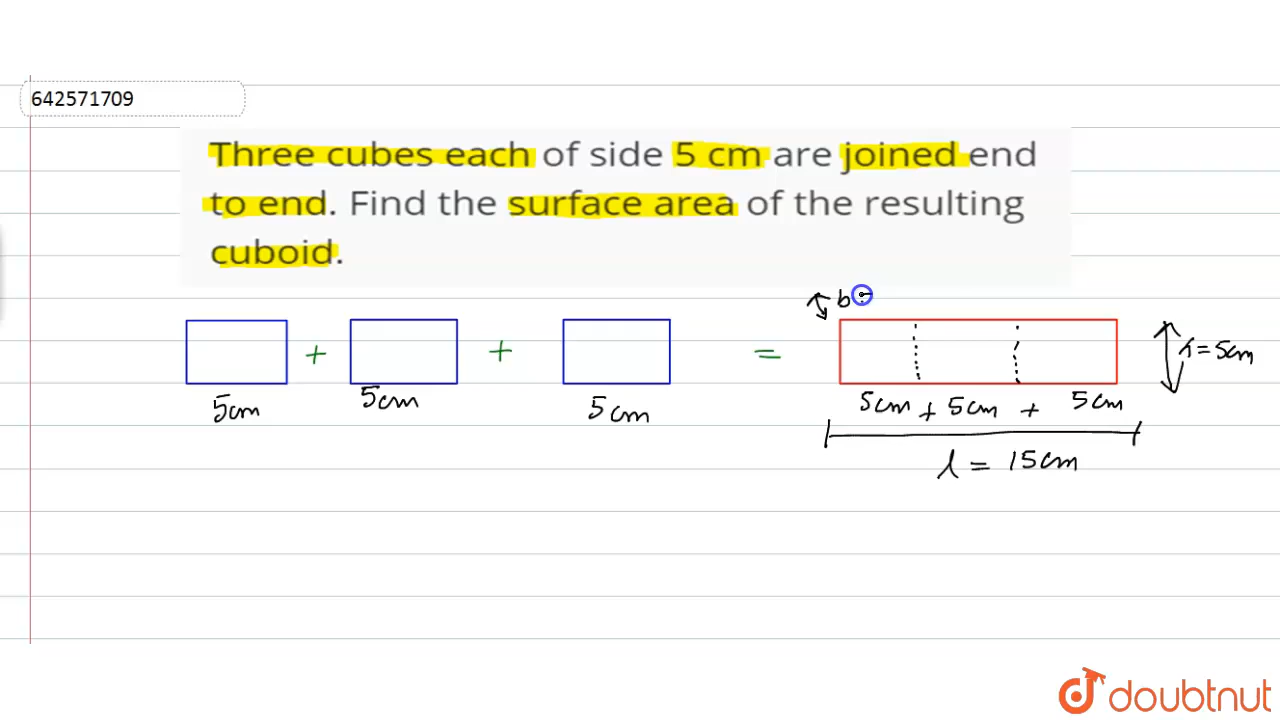 642571709
Three cubes each of side 5 cm are joined end
to end. Find the surface area of the resulting
cuboid.
b =
+ + = h = 5cm
5cm 5cm 5cm 5cm + 5cm + 5cm
l = 15cm
doubtnut